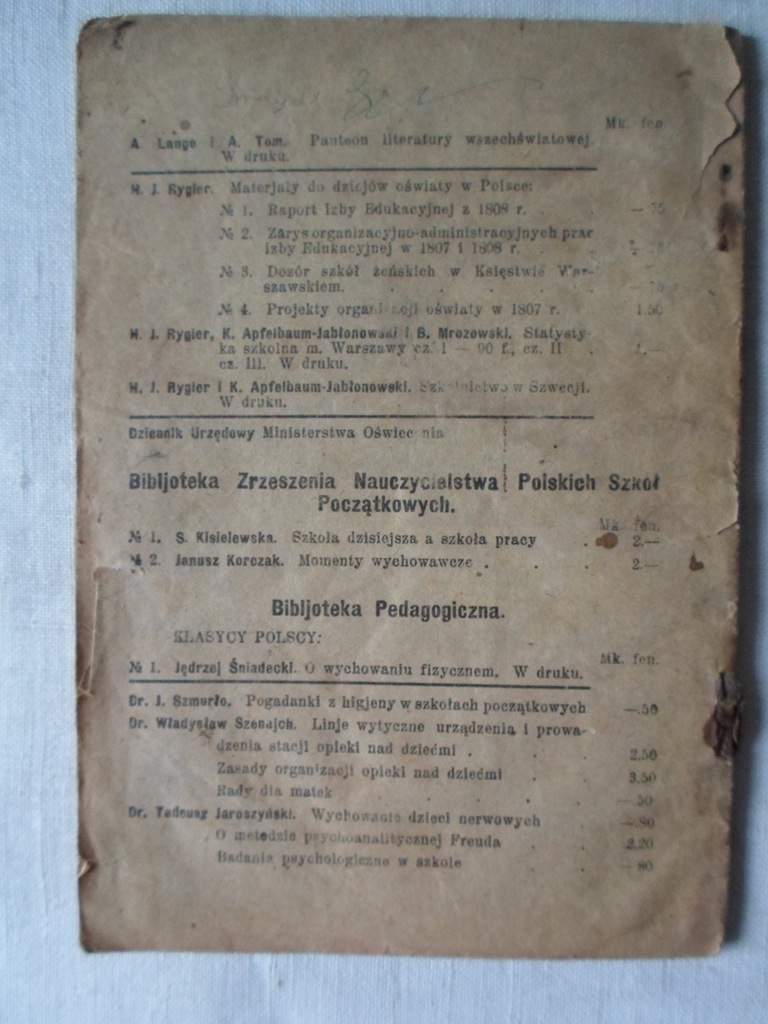 Mk. fen
A. Lange i A. Tom. Panteon literatury wszechświatowej.
W druku.
H. J. Rygier. Materjały do dziejów oświaty w Polsce:
№ 1. Raport Izby Edukacyjnej z 1808 r. . . — 75
№ 2. Zarys organizacyjno-administracyjnych prac
izby Edukacyjnej w 1807 i 1808 r. . .
№ 3. Dozór szkół żeńskich w Księstwie War-
szawskiem. . . . . . — 75
№ 4. Projekty organizacji oświaty w 1807 r. 1.50
H. J. Rygier, K. Apfelbaum-Jabłonowski i B. Mrozowski. Statysty-
ka szkolna m. Warszawy cz. I — 90 f., cz. II . 1.—
cz. III. W druku.
H. J. Rygier i K. Apfelbaum-Jabłonowski. Szkolnictwo w Szwecji.
W druku.
Dziennik Urzędowy Ministerstwa Oświecenia
Bibljoteka Zrzeszenia Nauczycielstwa Polskich Szkół
Początkowych.
Mk. fen.
№ 1. S. Kisielewska. Szkoła dzisiejsza a szkoła pracy . 2.—
№ 2. Janusz Korczak. Momenty wychowawcze . . . 2.—
Bibljoteka Pedagogiczna.
KLASYCY POLSCY:
Mk. fen.
№ 1. Jędrzej Śniadecki. O wychowaniu fizycznem. W druku.
Dr. J. Szmurło. Pogadanki z higjeny w szkołach początkowych —.50
Dr. Władysław Szenajch. Linje wytyczne urządzenia i prowa-
dzenia stacji opieki nad dziećmi . . . 2.50
Zasady organizacji opieki nad dziećmi . . 3.50
Rady dla matek . . . . . —.50
Dr. Tadeusz Jaroszyński. Wychowanie dzieci nerwowych . —.80
O metodzie psychoanalitycznej Freuda . . 2.20
Badania psychologiczne w szkole . . — 80